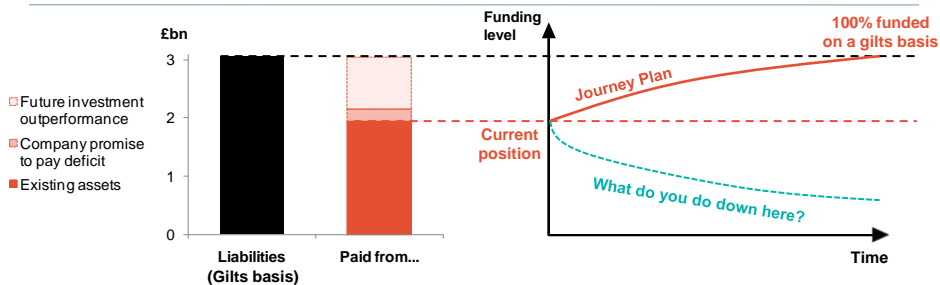 £bn
3
2
1
0
Future investment
outperformance
Company promise
to pay deficit
Existing assets
Liabilities
(Gilts basis)
Paid from...
Funding
level
100% funded
on a gilts basis
Journey Plan
Current
position
What do you do down here?
Time